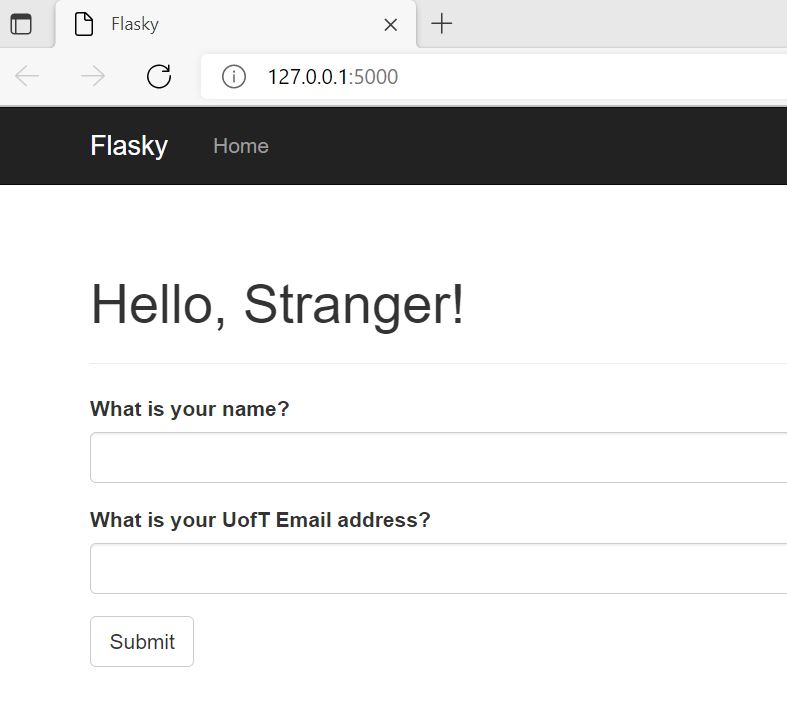 Flasky
127.0.0.1:5000
Flasky Home
Hello, Stranger!
What is your name?
What is your UofT Email address?
Submit